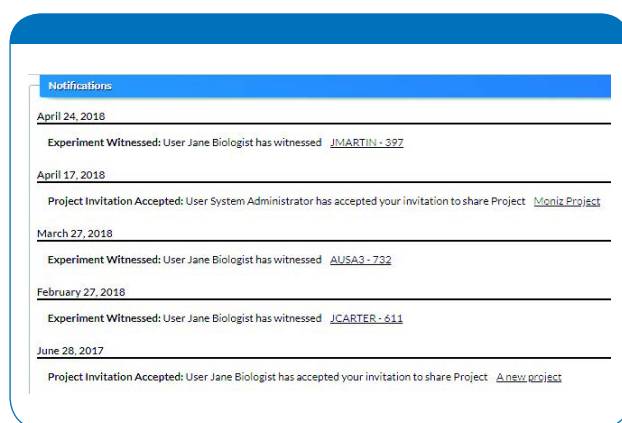 Notifications
April 24, 2018
Experiment Witnessed: User Jane Biologist has witnessed JMARTIN - 397
April 17, 2018
Project Invitation Accepted: User System Administrator has accepted your invitation to share Project Moniz Project
March 27, 2018
Experiment Witnessed: User Jane Biologist has witnessed AUSA3 - 732
February 27, 2018
Experiment Witnessed: User Jane Biologist has witnessed JCARTER - 611
June 28, 2017
Project Invitation Accepted: User Jane Biologist has accepted your invitation to share Project A new project